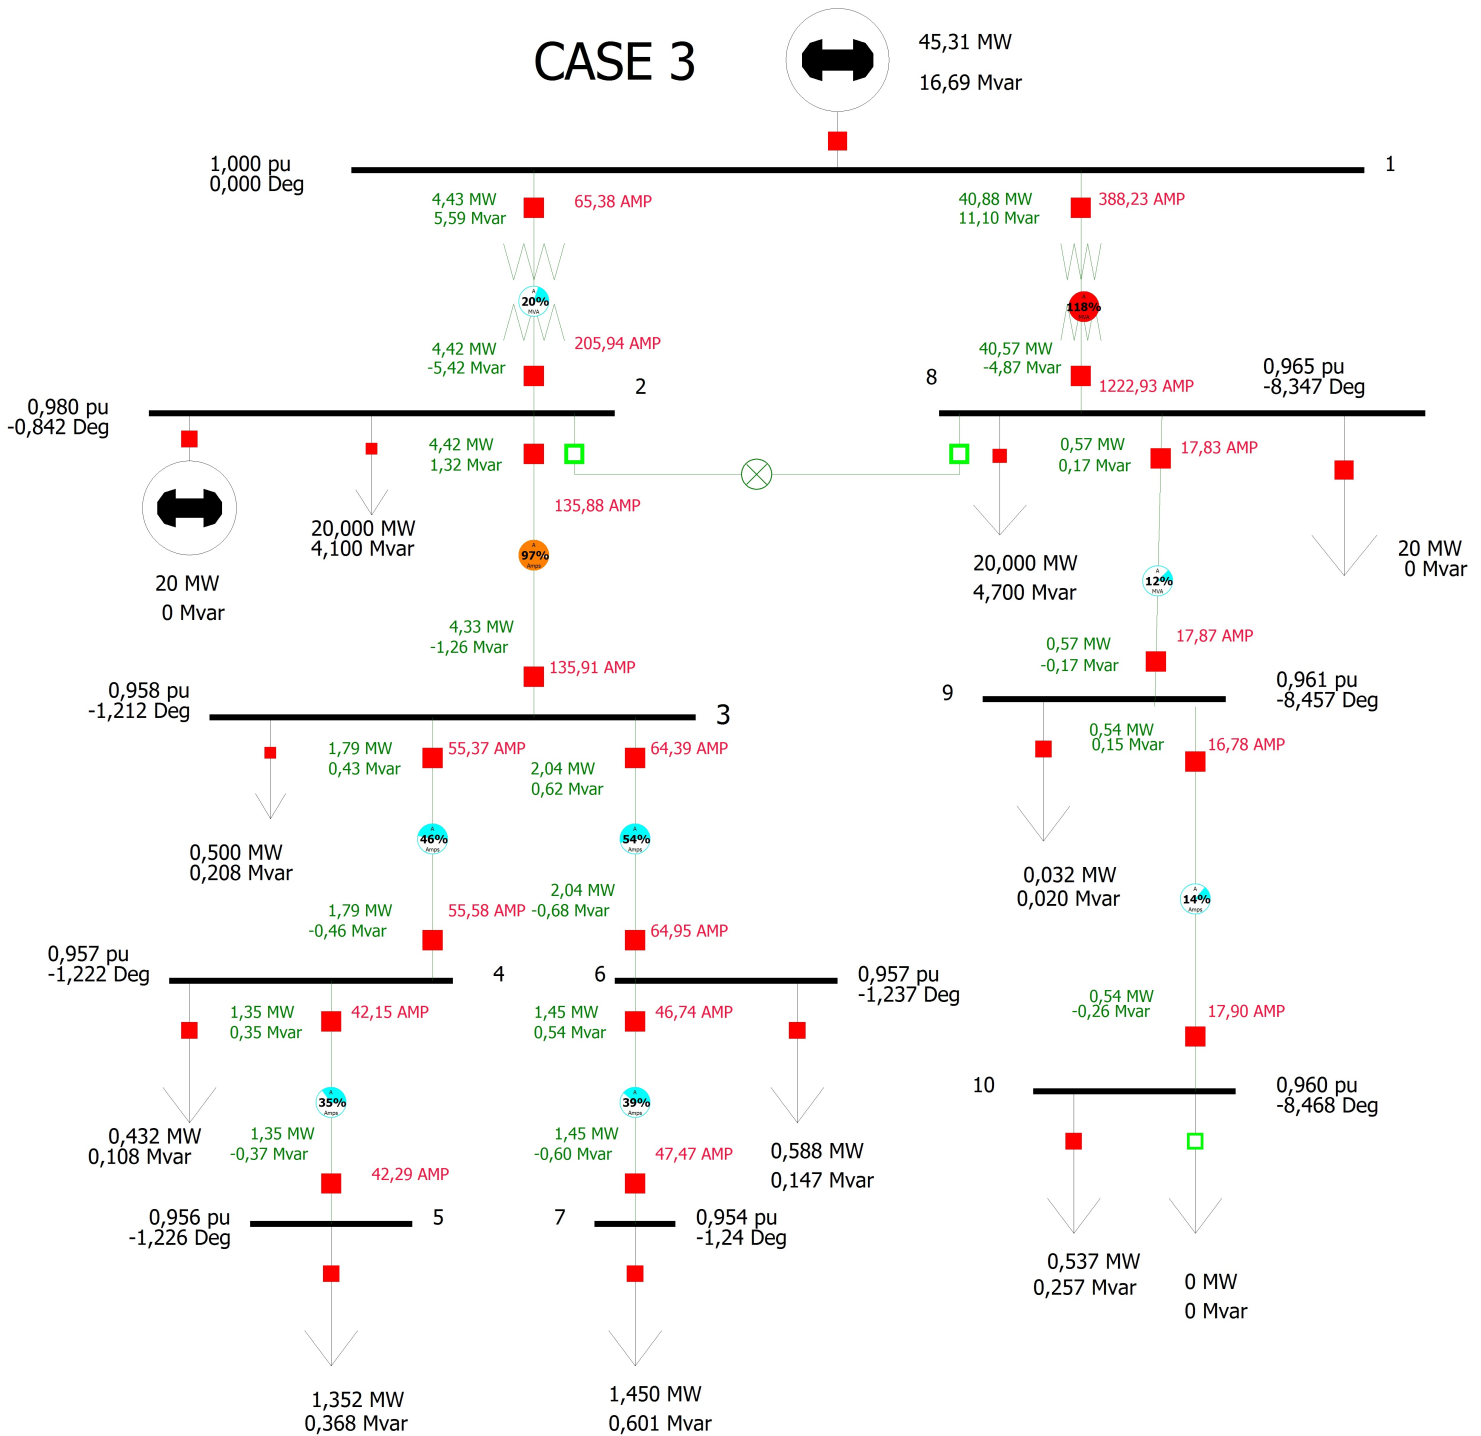 CASE 3
45,31 MW
16,69 Mvar
1,000 pu
0,000 Deg
1
4,43 MW
5,59 Mvar
65,38 AMP
40,88 MW
11,10 Mvar
388,23 AMP
A
20%
MVA
A
118%
MVA
4,42 MW
-5,42 Mvar
205,94 AMP
40,57 MW
-4,87 Mvar
1222,93 AMP
0,980 pu
-0,842 Deg
2
8
0,965 pu
-8,347 Deg
4,42 MW
1,32 Mvar
135,88 AMP
0,57 MW
0,17 Mvar
17,83 AMP
20 MW
0 Mvar
20,000 MW
4,100 Mvar
A
97%
Amps
20,000 MW
4,700 Mvar
A
12%
MVA
20 MW
0 Mvar
4,33 MW
-1,26 Mvar
135,91 AMP
0,57 MW
-0,17 Mvar
17,87 AMP
0,958 pu
-1,212 Deg
3
9
0,961 pu
-8,457 Deg
1,79 MW
0,43 Mvar
55,37 AMP
2,04 MW
0,62 Mvar
64,39 AMP
0,54 MW
0,15 Mvar
16,78 AMP
0,500 MW
0,208 Mvar
A
46%
Amps
A
54%
Amps
0,032 MW
0,020 Mvar
A
14%
Amps
1,79 MW
-0,46 Mvar
55,58 AMP
2,04 MW
-0,68 Mvar
64,95 AMP
0,957 pu
-1,222 Deg
4
6
0,957 pu
-1,237 Deg
1,35 MW
0,35 Mvar
42,15 AMP
1,45 MW
0,54 Mvar
46,74 AMP
0,54 MW
-0,26 Mvar
17,90 AMP
10
0,960 pu
-8,468 Deg
0,432 MW
0,108 Mvar
A
35%
Amps
A
39%
Amps
0,588 MW
0,147 Mvar
1,35 MW
-0,37 Mvar
42,29 AMP
1,45 MW
-0,60 Mvar
47,47 AMP
0,956 pu
-1,226 Deg
5
7
0,954 pu
-1,24 Deg
0,537 MW
0,257 Mvar
0 MW
0 Mvar
1,352 MW
0,368 Mvar
1,450 MW
0,601 Mvar